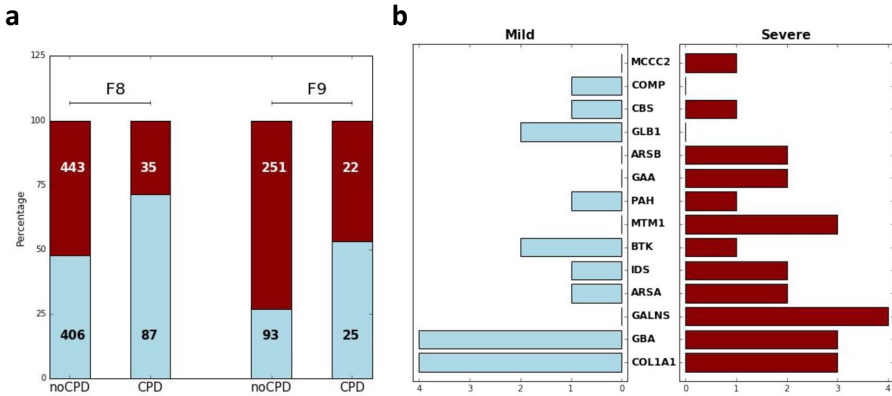 a
125
100
75
50
25
0
Percentage
F8
F9
443
35
251
22
406
87
93
25
noCPD
CPD
noCPD
CPD
b
Mild
Severe
MCCC2
COMP
CBS
GLB1
ARSB
GAA
PAH
MTM1
BTK
IDS
ARSA
GALNS
GBA
COL1A1
4 3 2 1 0
0 1 2 3 4